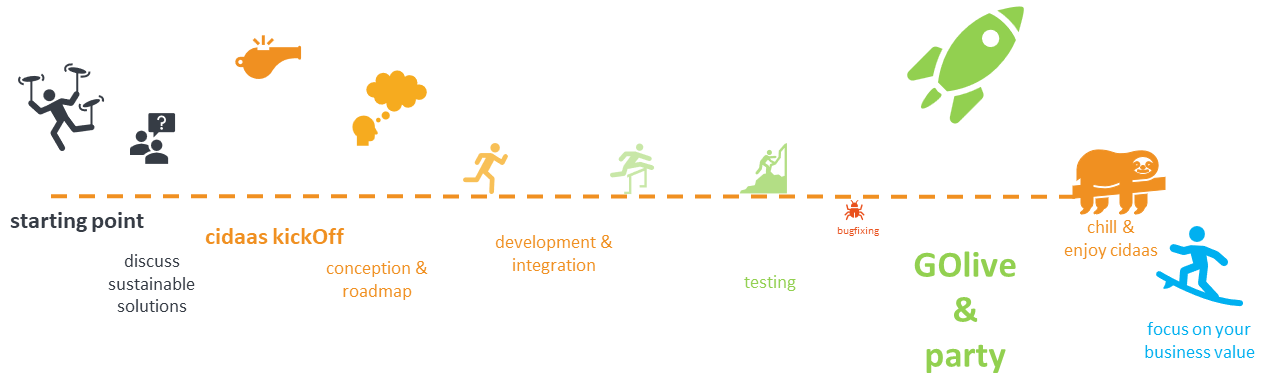 starting point
discuss
sustainable
solutions
?
cidaas kickOff
conception &
roadmap
development &
integration
testing
bugfixing
GOlive
&
party
chill &
enjoy cidaas
focus on your
business value